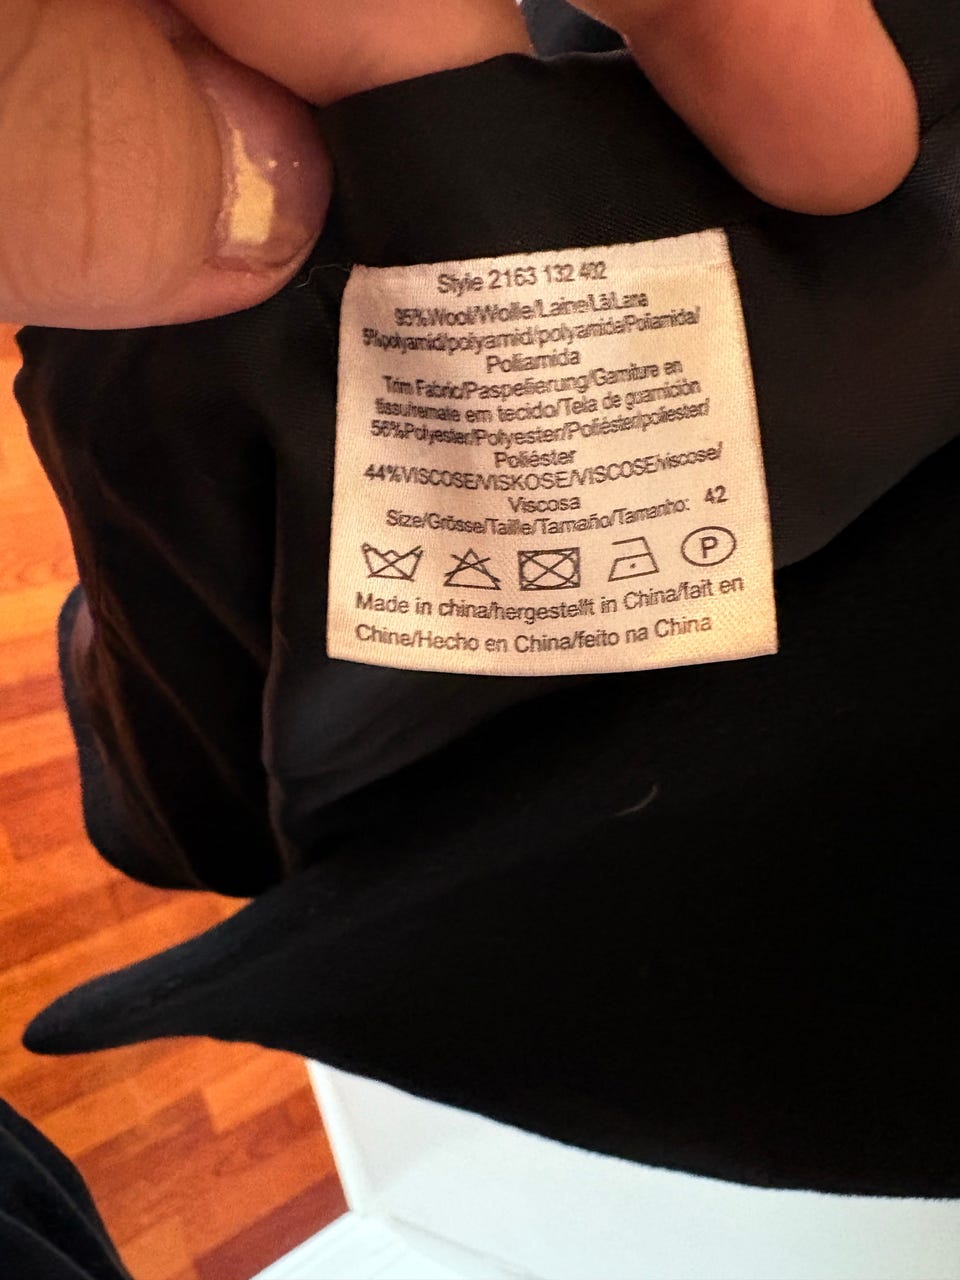 Style 2163 132 402
95%Wool/Wolle/Laine/Lã/Lana
5%polyamid/polyamid/polyamide/Poliamida/
Poliamida
Trim Fabric/Paspelierung/Garniture en
tissu/remate em tecido/Tela de guarnición
56%Polyester/Polyester/Poliéster/poliester/
Poliéster
44%VISCOSE/VISKOSE/VISCOSE/viscose/
Viscosa
Size/Grösse/Taille/Tamaño/Tamanho: 42
P
Made in china/hergestellt in China/fait en
Chine/Hecho en China/feito na China